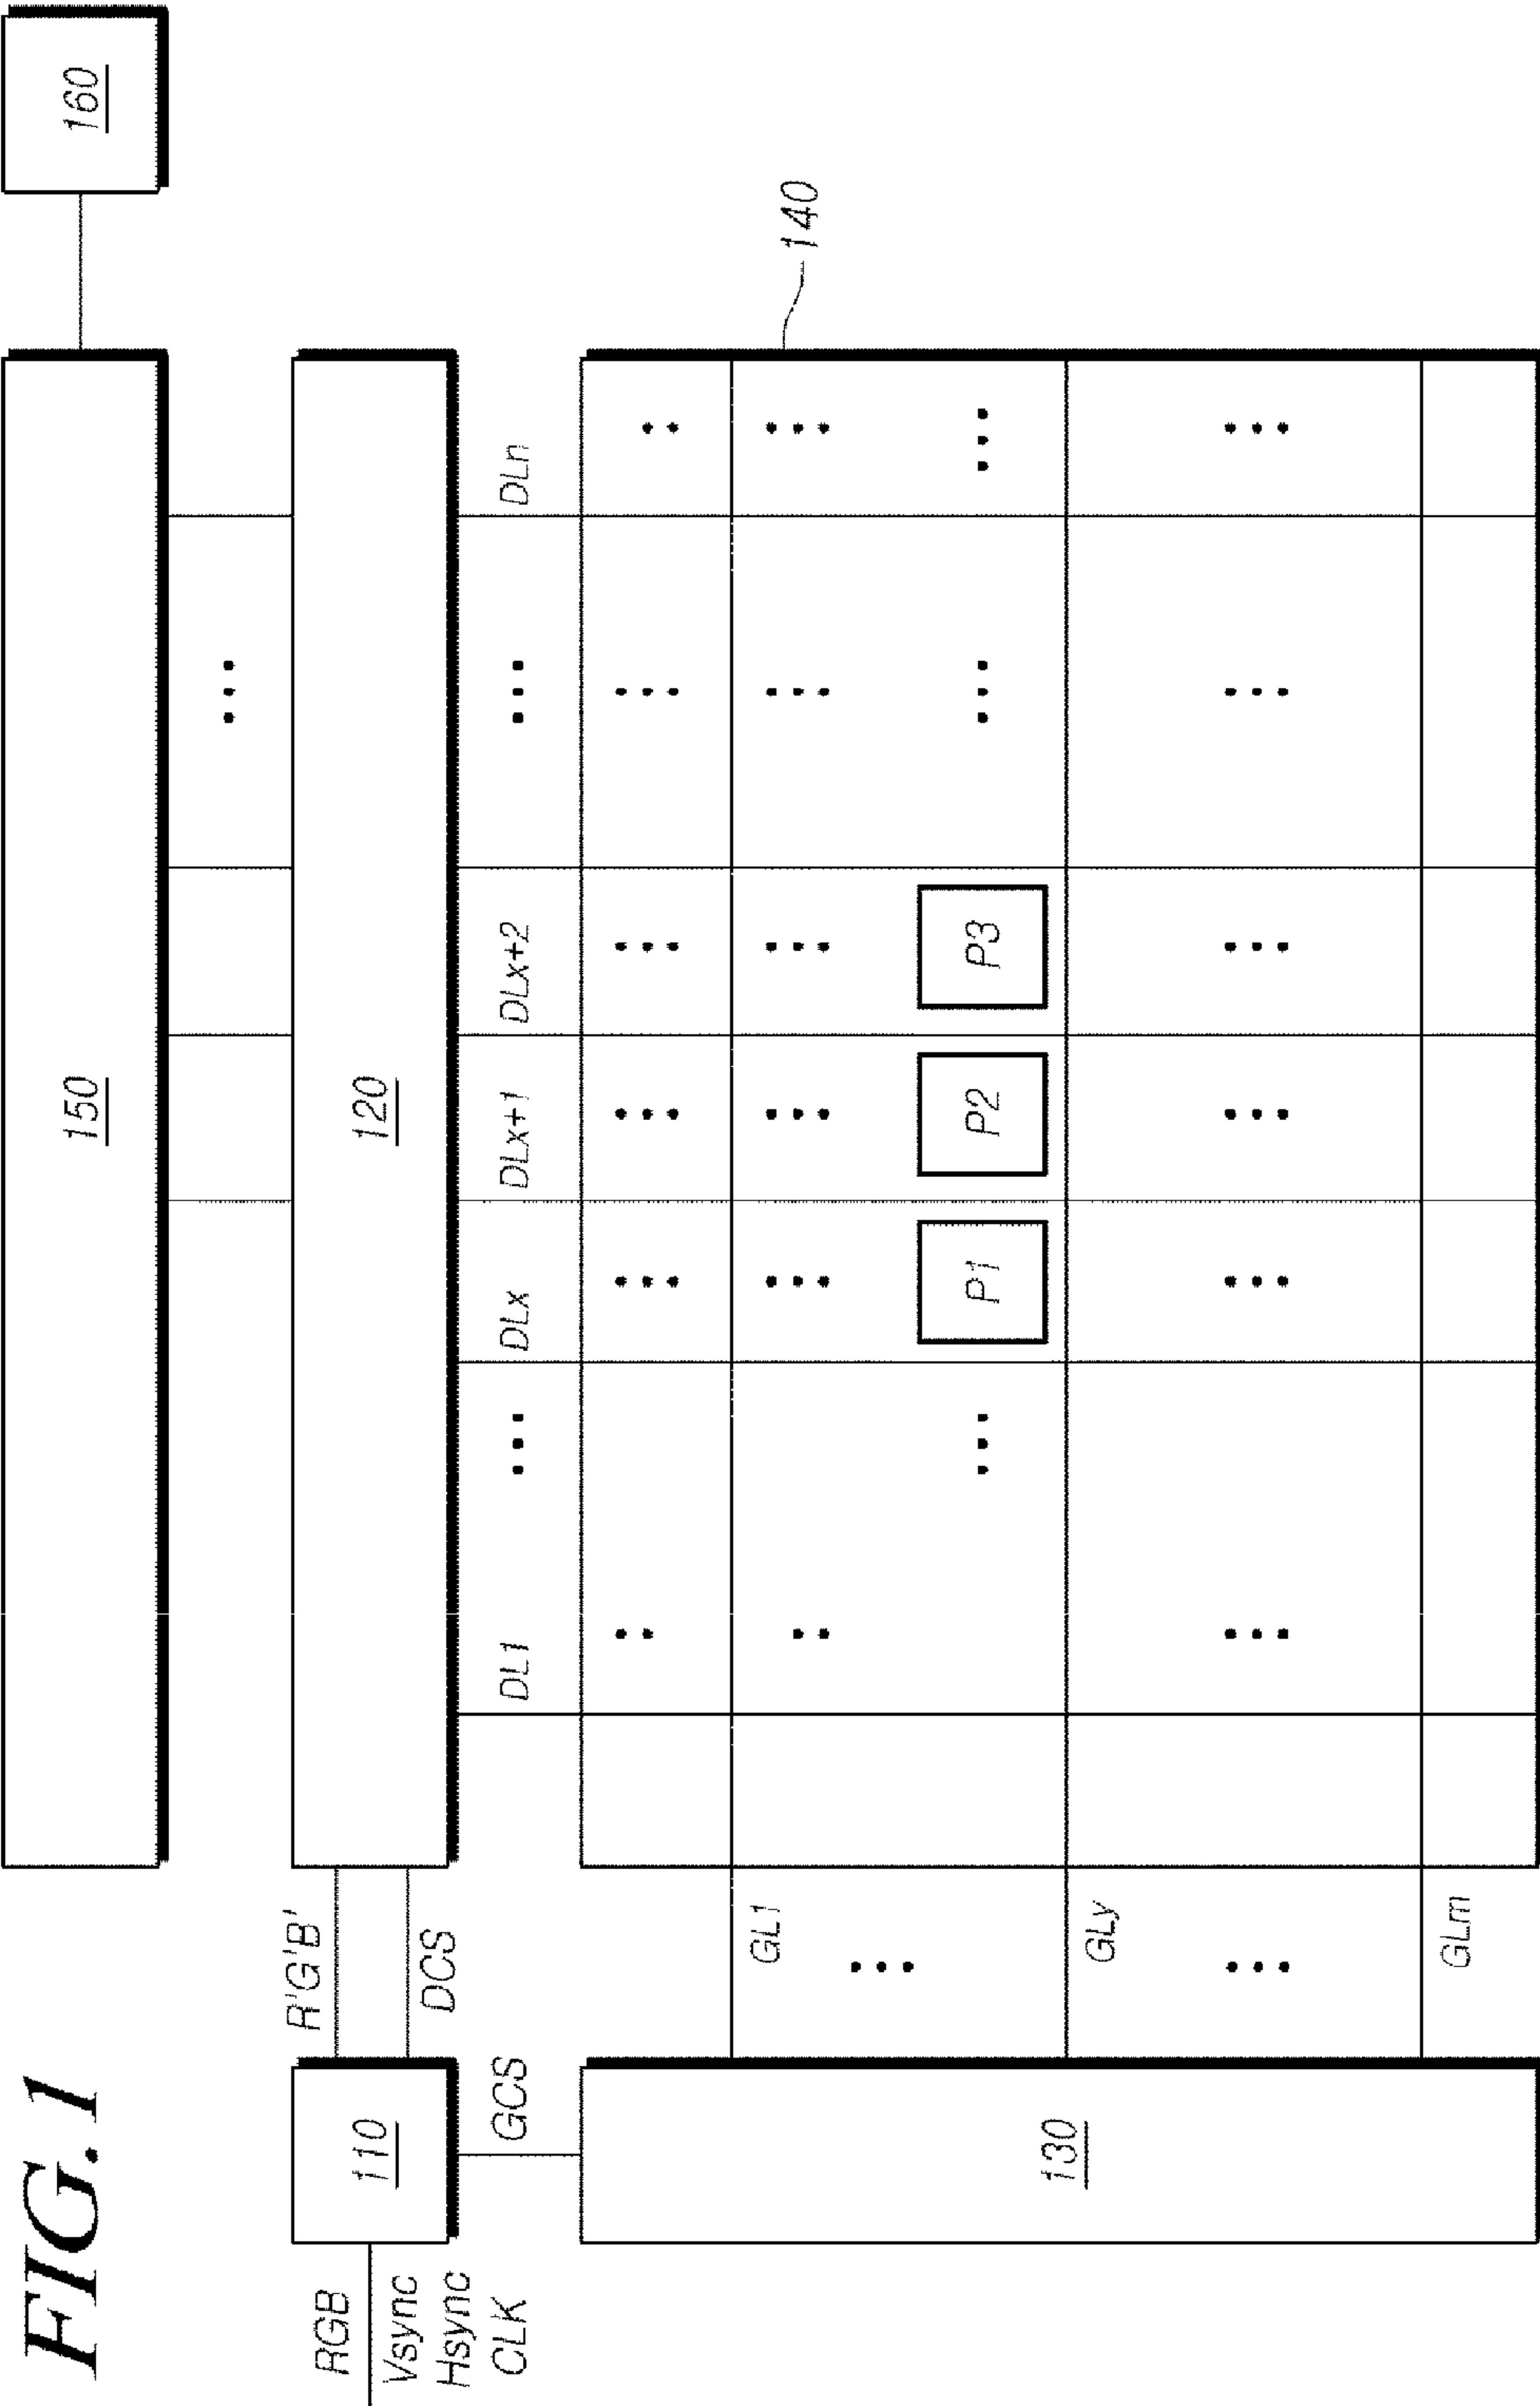 FIG. 1
150
160
RGB
Vsync
Hsync
CLK
110
R'G'B'
DCS
120
GCS
DL1
DLx
DLx+1
DLx+2
DLn
140
130
GL1
P1
P2
P3
GLy
GLm